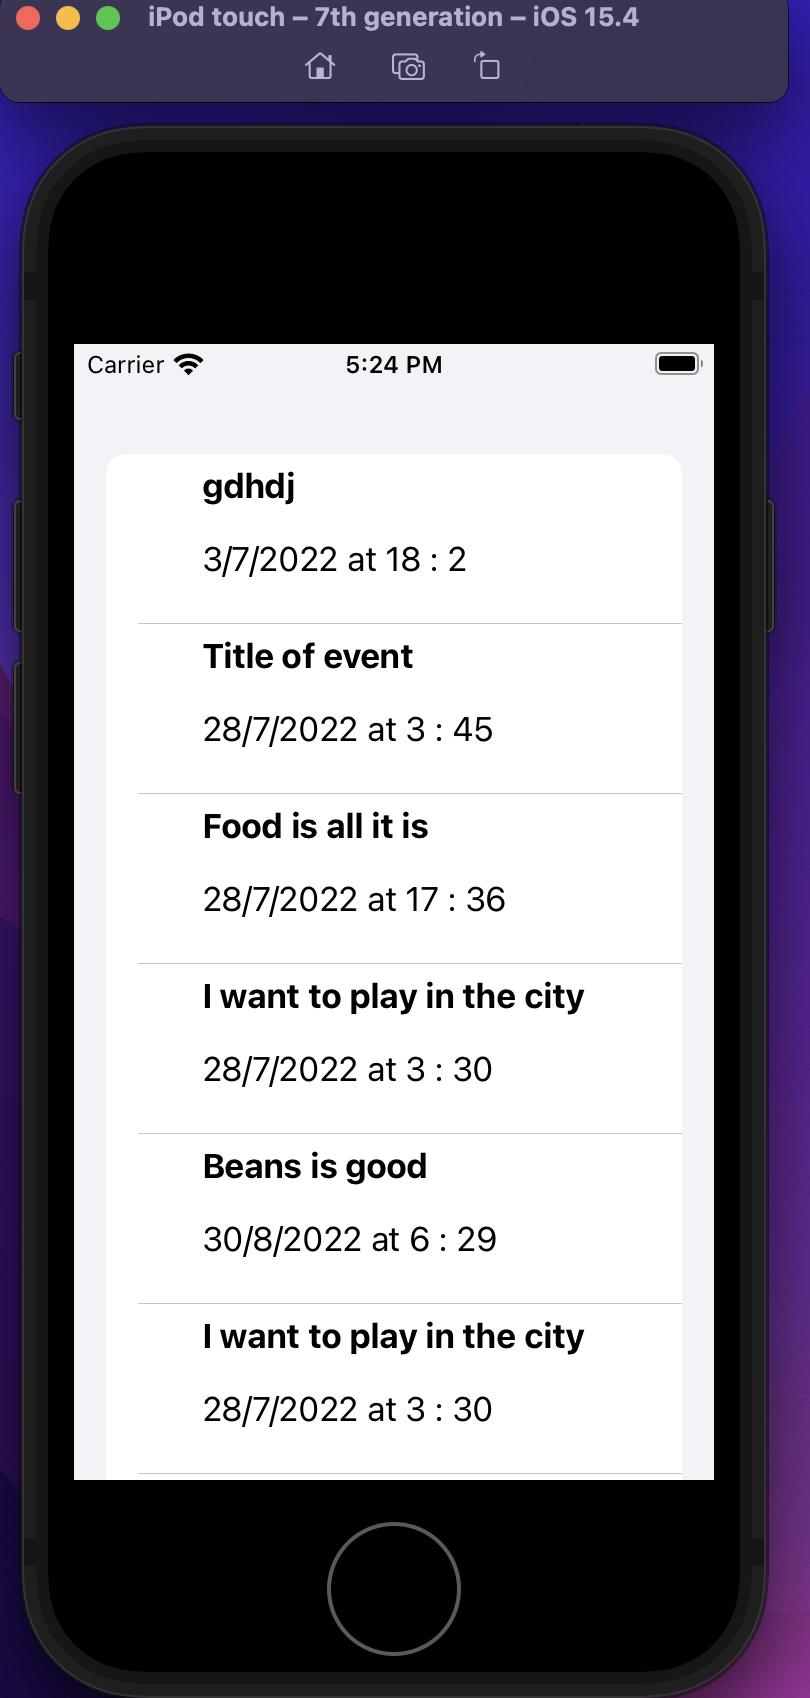 iPod touch – 7th generation – iOS 15.4
Carrier 5:24 PM
gdhdj
3/7/2022 at 18 : 2
Title of event
28/7/2022 at 3 : 45
Food is all it is
28/7/2022 at 17 : 36
I want to play in the city
28/7/2022 at 3 : 30
Beans is good
30/8/2022 at 6 : 29
I want to play in the city
28/7/2022 at 3 : 30